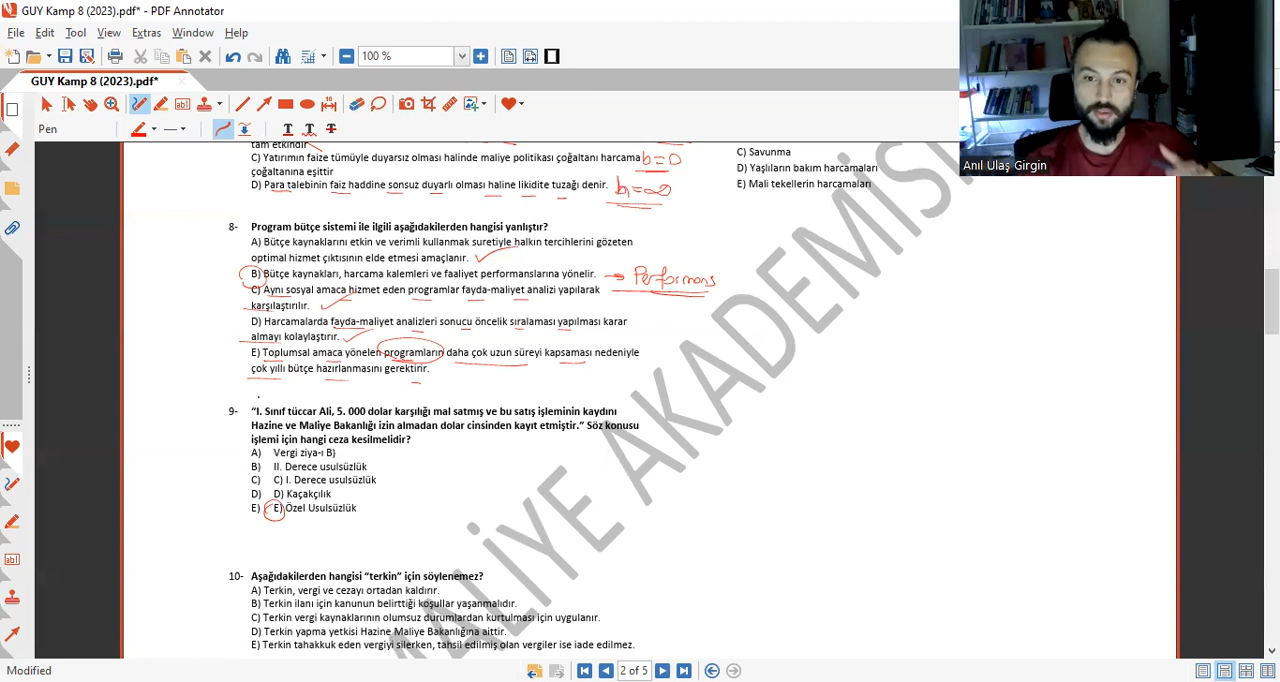 GUY Kamp 8 (2023).pdf* - PDF Annotator
File Edit Tool View Extras Window Help
100 %
GUY Kamp 8 (2023).pdf*
Pen
Anıl Ulaş Girgin
tam etkindir
C) Yatırımın faize tümüyle duyarsız olması halinde maliye politikası çoğaltanı harcama b=0
çoğaltanına eşittir
D) Para talebinin faiz haddine sonsuz duyarlı olması haline likidite tuzağı denir. b₁=∞
C) Savunma
D) Yaşlıların bakım harcamaları
E) Mali tekellerin harcamaları
8- Program bütçe sistemi ile ilgili aşağıdakilerden hangisi yanlıştır?
A) Bütçe kaynaklarını etkin ve verimli kullanmak suretiyle halkın tercihlerini gözeten
optimal hizmet çıktısının elde etmesi amaçlanır.
B) Bütçe kaynakları, harcama kalemleri ve faaliyet performanslarına yönelir. → Performans
C) Aynı sosyal amaca hizmet eden programlar fayda-maliyet analizi yapılarak
karşılaştırılır.
D) Harcamalarda fayda-maliyet analizleri sonucu öncelik sıralaması yapılması karar
almayı kolaylaştırır.
E) Toplumsal amaca yönelen programların daha çok uzun süreyi kapsaması nedeniyle
çok yıllı bütçe hazırlanmasını gerektirir.
9- "I. Sınıf tüccar Ali, 5. 000 dolar karşılığı mal satmış ve bu satış işleminin kaydını
Hazine ve Maliye Bakanlığı izin almadan dolar cinsinden kayıt etmiştir." Söz konusu
işlemi için hangi ceza kesilmelidir?
A) Vergi ziya-ı B)
B) II. Derece usulsüzlük
C) C) I. Derece usulsüzlük
D) D) Kaçakçılık
E) E) Özel Usulsüzlük
10- Aşağıdakilerden hangisi "terkin" için söylenemez?
A) Terkin, vergi ve cezayı ortadan kaldırır.
B) Terkin ilanı için kanunun belirttiği koşullar yaşanmalıdır.
C) Terkin vergi kaynaklarının olumsuz durumlardan kurtulması için uygulanır.
D) Terkin yapma yetkisi Hazine Maliye Bakanlığına aittir.
E) Terkin tahakkuk eden vergiyi silerken, tahsil edilmiş olan vergiler ise iade edilmez.
MALİYE AKADEMİSİ
Modified
2 of 5